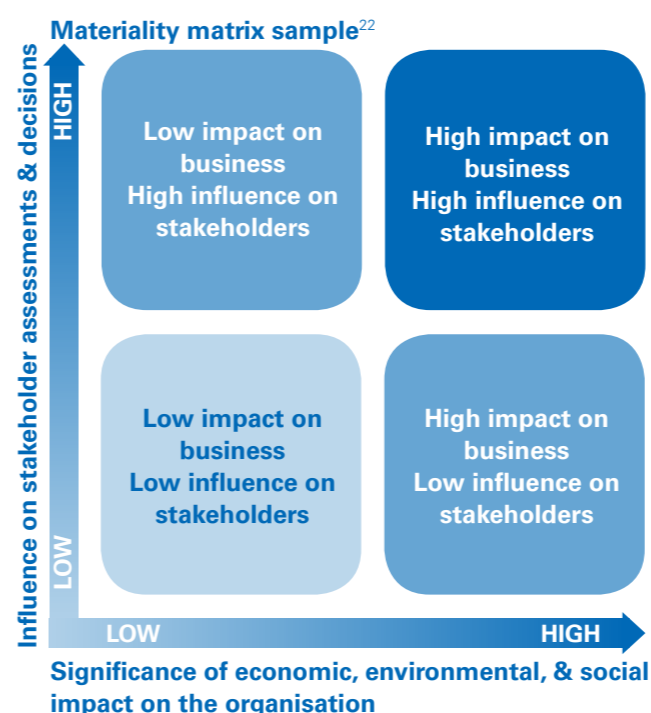 Materiality matrix sample22
Influence on stakeholder assessments & decisions
HIGH
Low impact on
business
High influence on
stakeholders
High impact on
business
High influence on
stakeholders
Low impact on
business
Low influence on
stakeholders
High impact on
business
Low influence on
stakeholders
LOW
LOW
HIGH
Significance of economic, environmental, & social
impact on the organisation